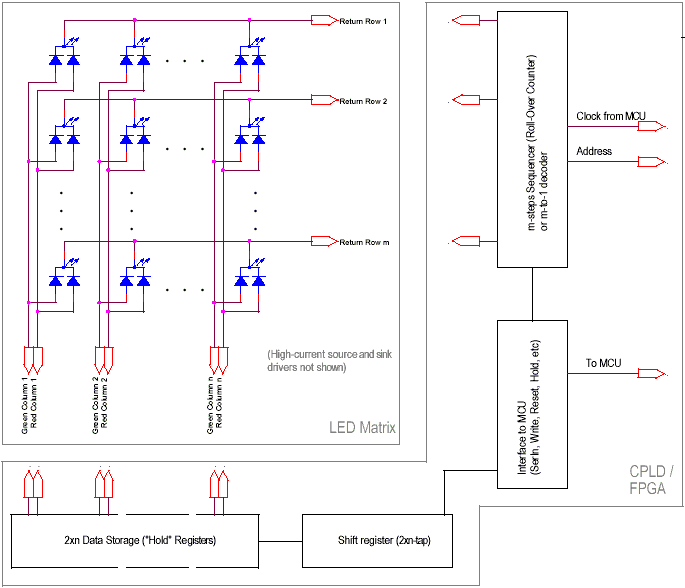 Return Row 1
Return Row 2
Return Row m
Green Column 1
Red Column 1
Green Column 2
Red Column 2
Green Column n
Red Column n
(High-current source and sink
drivers not shown)
LED Matrix
m-steps Sequencer (Roll-Over Counter)
or m-to-1 decoder
Clock from MCU
Address
Interface to MCU
(SerIn, Write, Reset, Hold, etc)
To MCU
CPLD /
FPGA
2xn Data Storage ("Hold" Registers)
Shift register (2xn-tap)